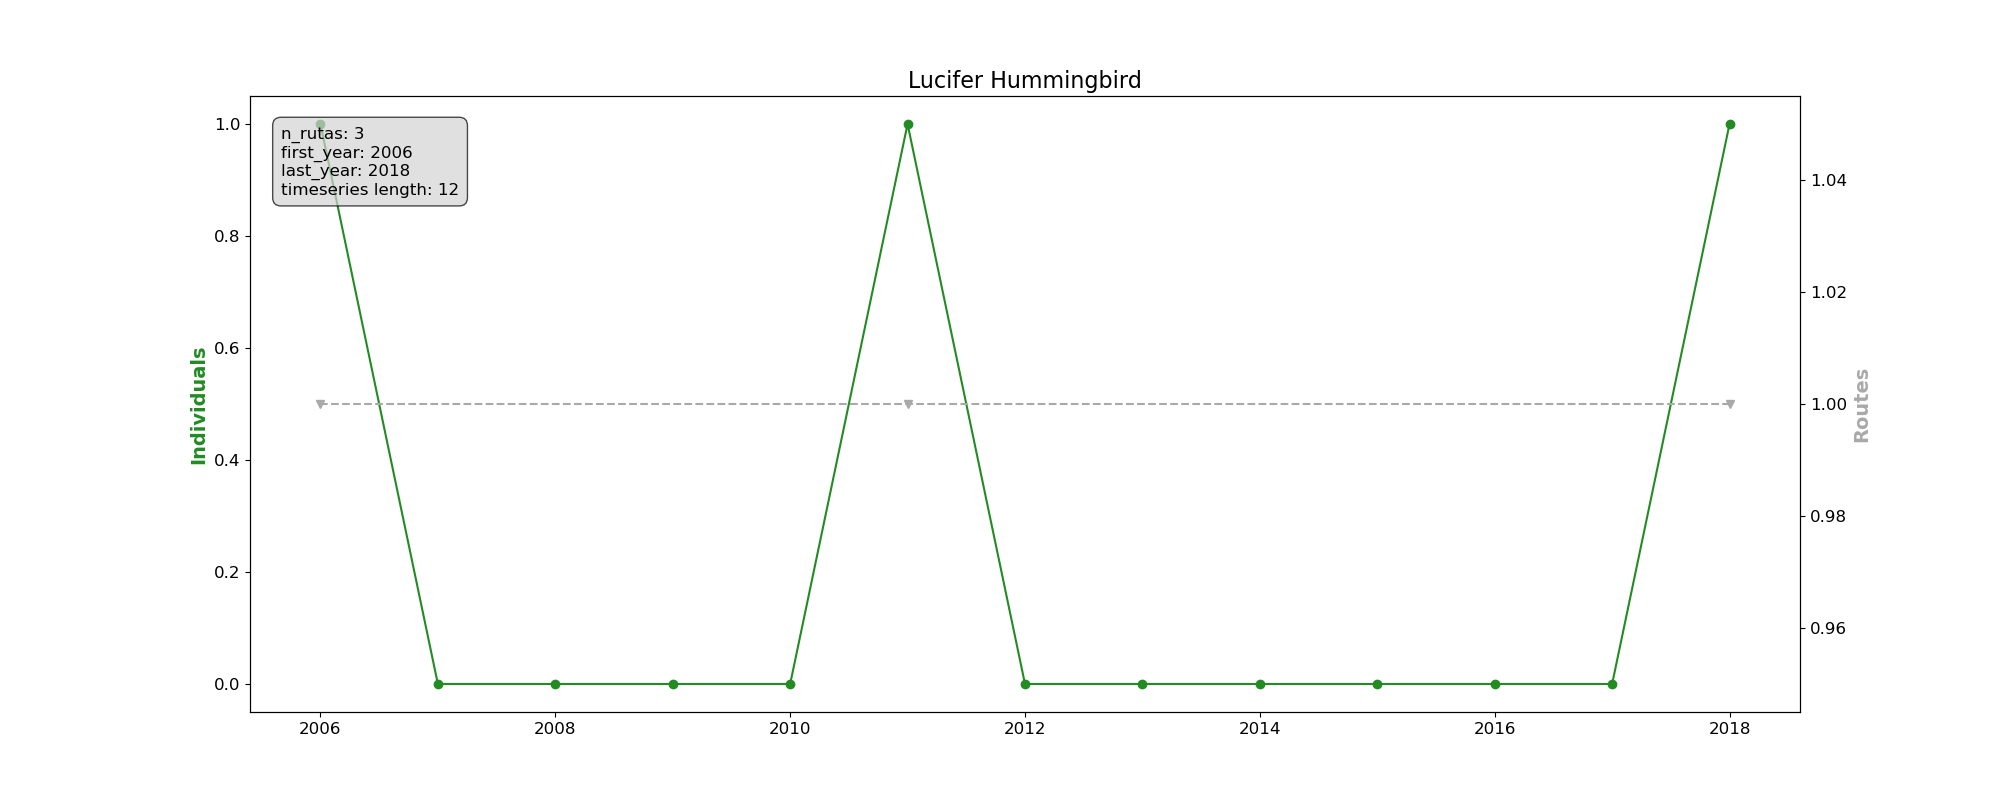 Lucifer Hummingbird
n_rutas: 3
first_year: 2006
last_year: 2018
timeseries length: 12
Individuals
1.0
0.8
0.6
0.4
0.2
0.0
2006 2008 2010 2012 2014 2016 2018
1.04
1.02
1.00
0.98
0.96
Routes